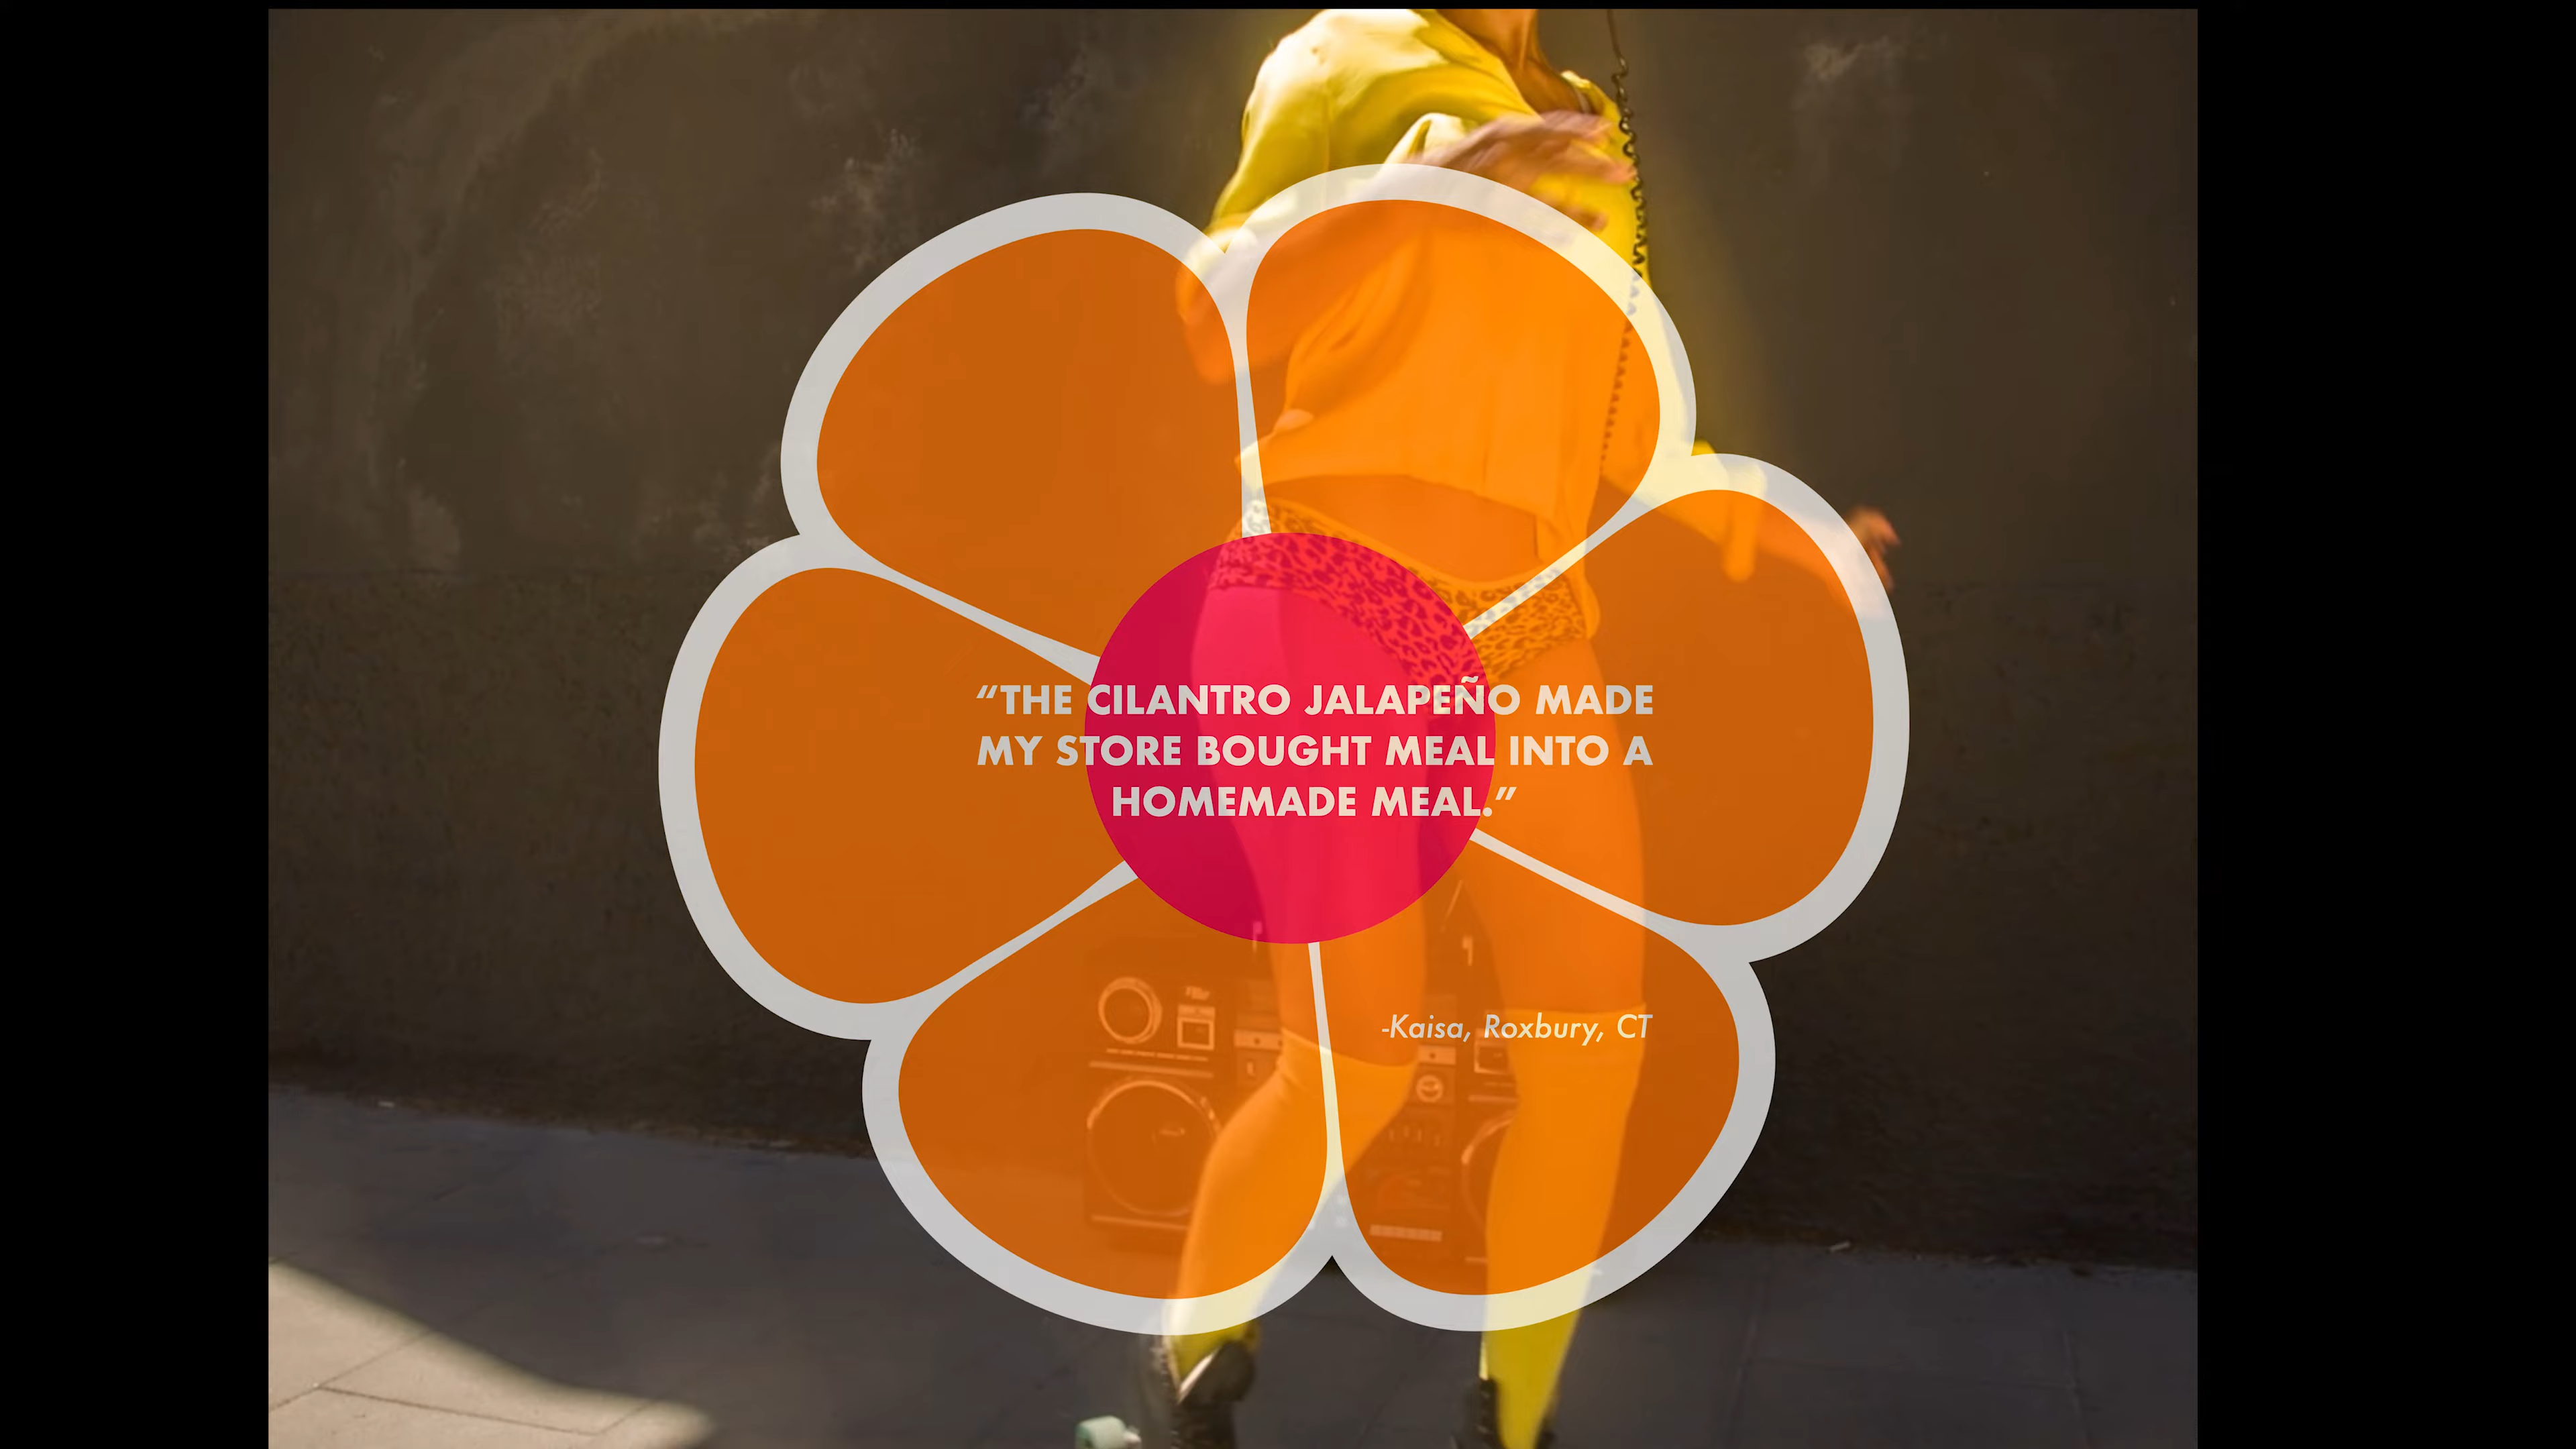 “THE CILANTRO JALAPEÑO MADE
MY STORE BOUGHT MEAL INTO A
HOMEMADE MEAL.”
-Kaisa, Roxbury, CT